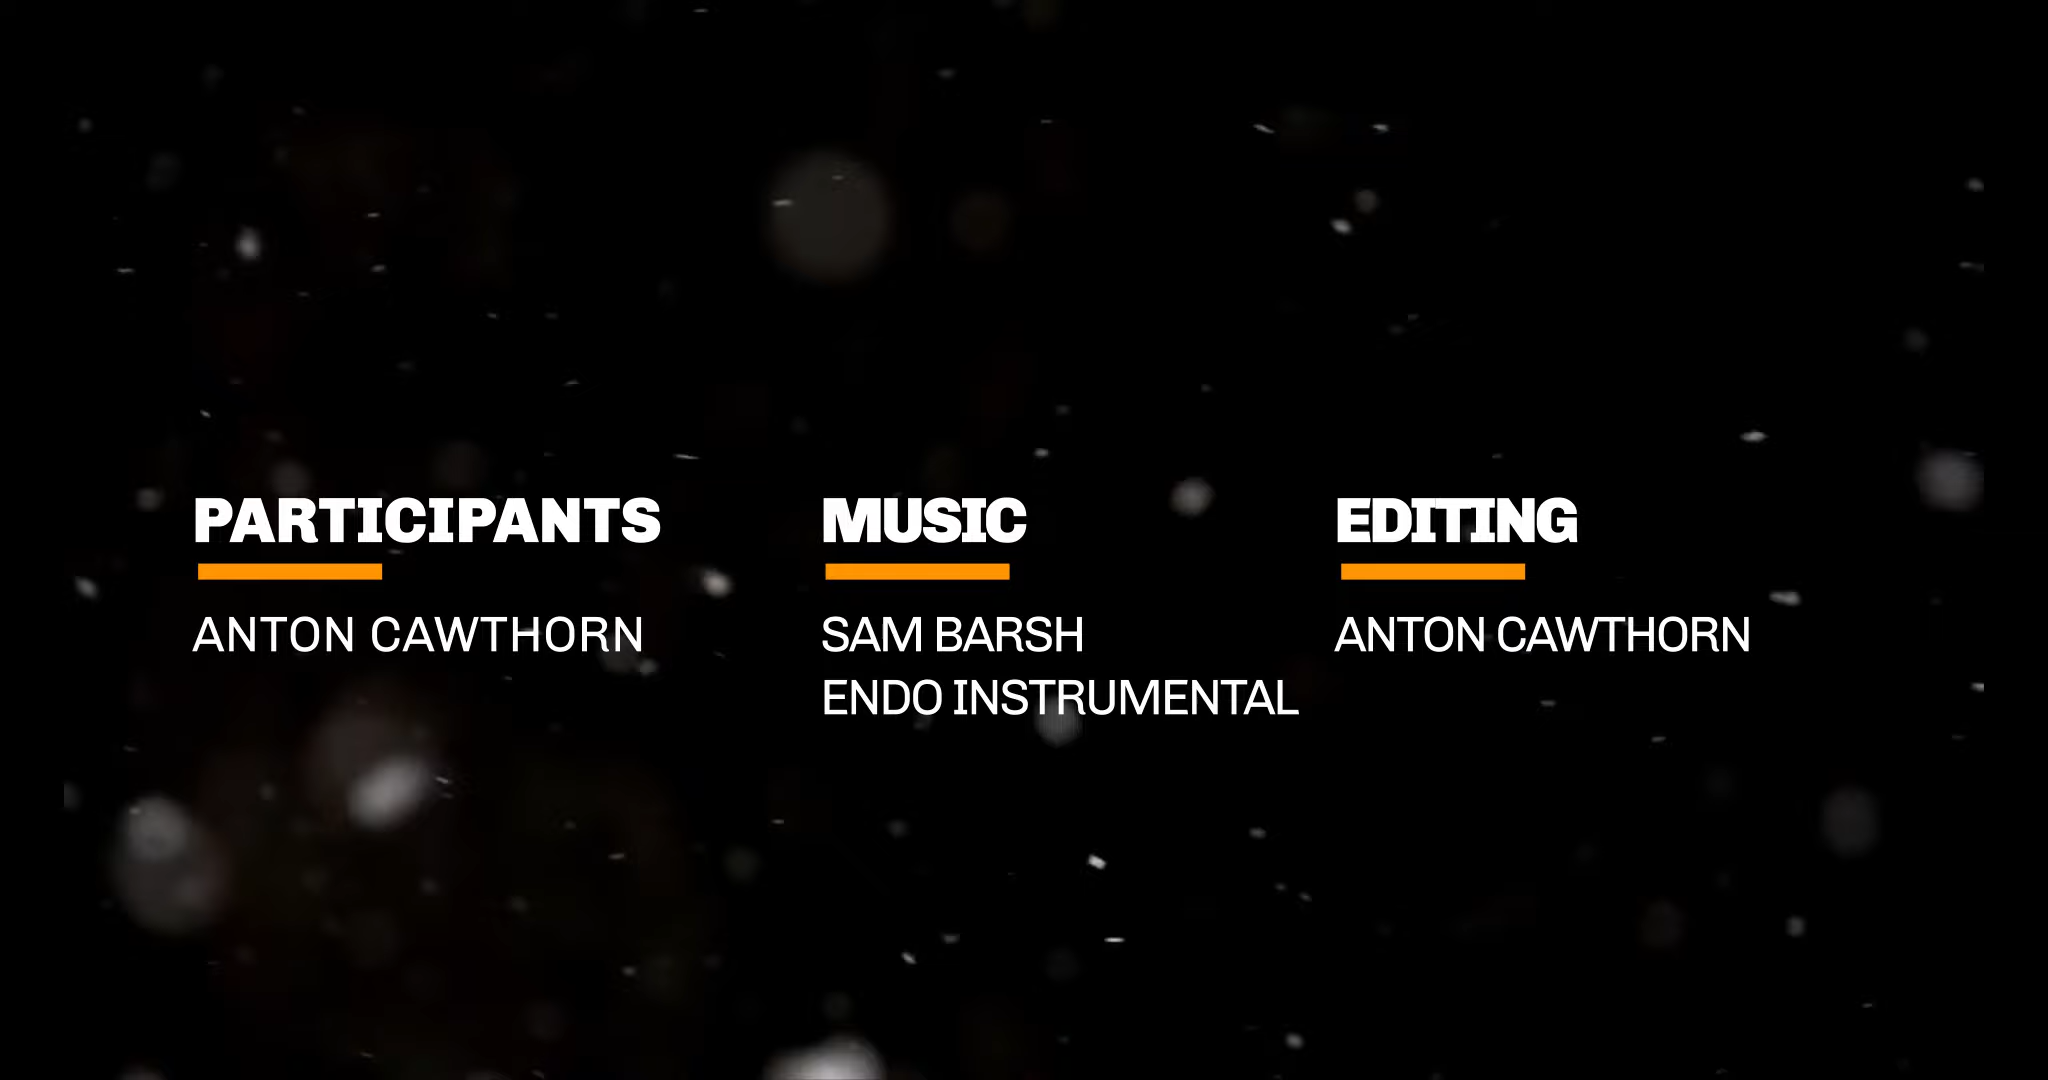 PARTICIPANTS
ANTON CAWTHORN
MUSIC
SAM BARSH
ENDO INSTRUMENTAL
EDITING
ANTON CAWTHORN